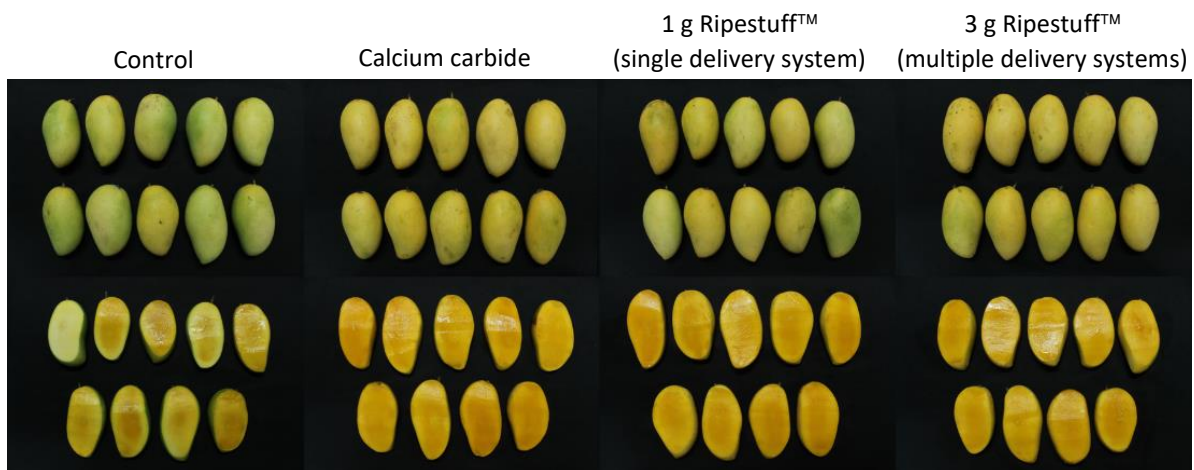 Control
Calcium carbide
1 g Ripestuff™
(single delivery system)
3 g Ripestuff™
(multiple delivery systems)